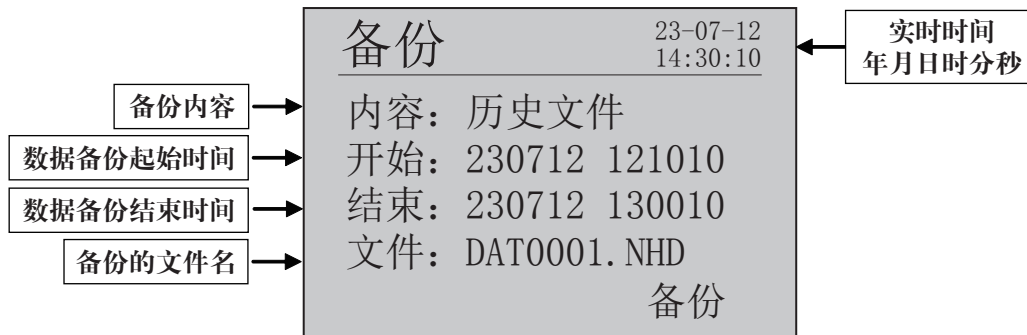 备份
23-07-12
14:30:10
实时时间
年月日时分秒
备份内容
内容：历史文件
数据备份起始时间
开始：230712 121010
数据备份结束时间
结束：230712 130010
备份的文件名
文件：DAT0001.NHD
备份